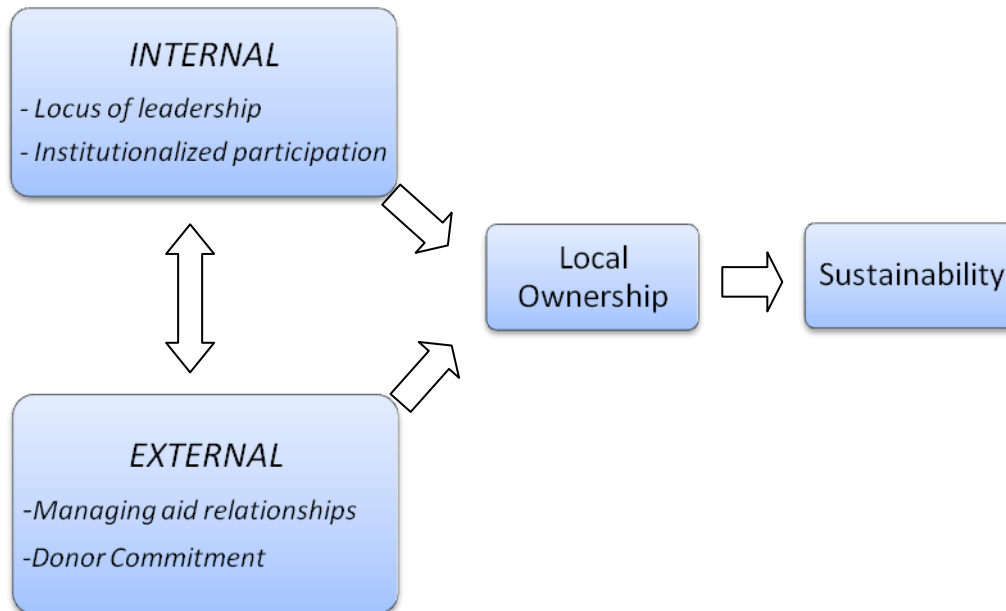 INTERNAL
- Locus of leadership
- Institutionalized participation
Local
Ownership
Sustainability
EXTERNAL
-Managing aid relationships
-Donor Commitment